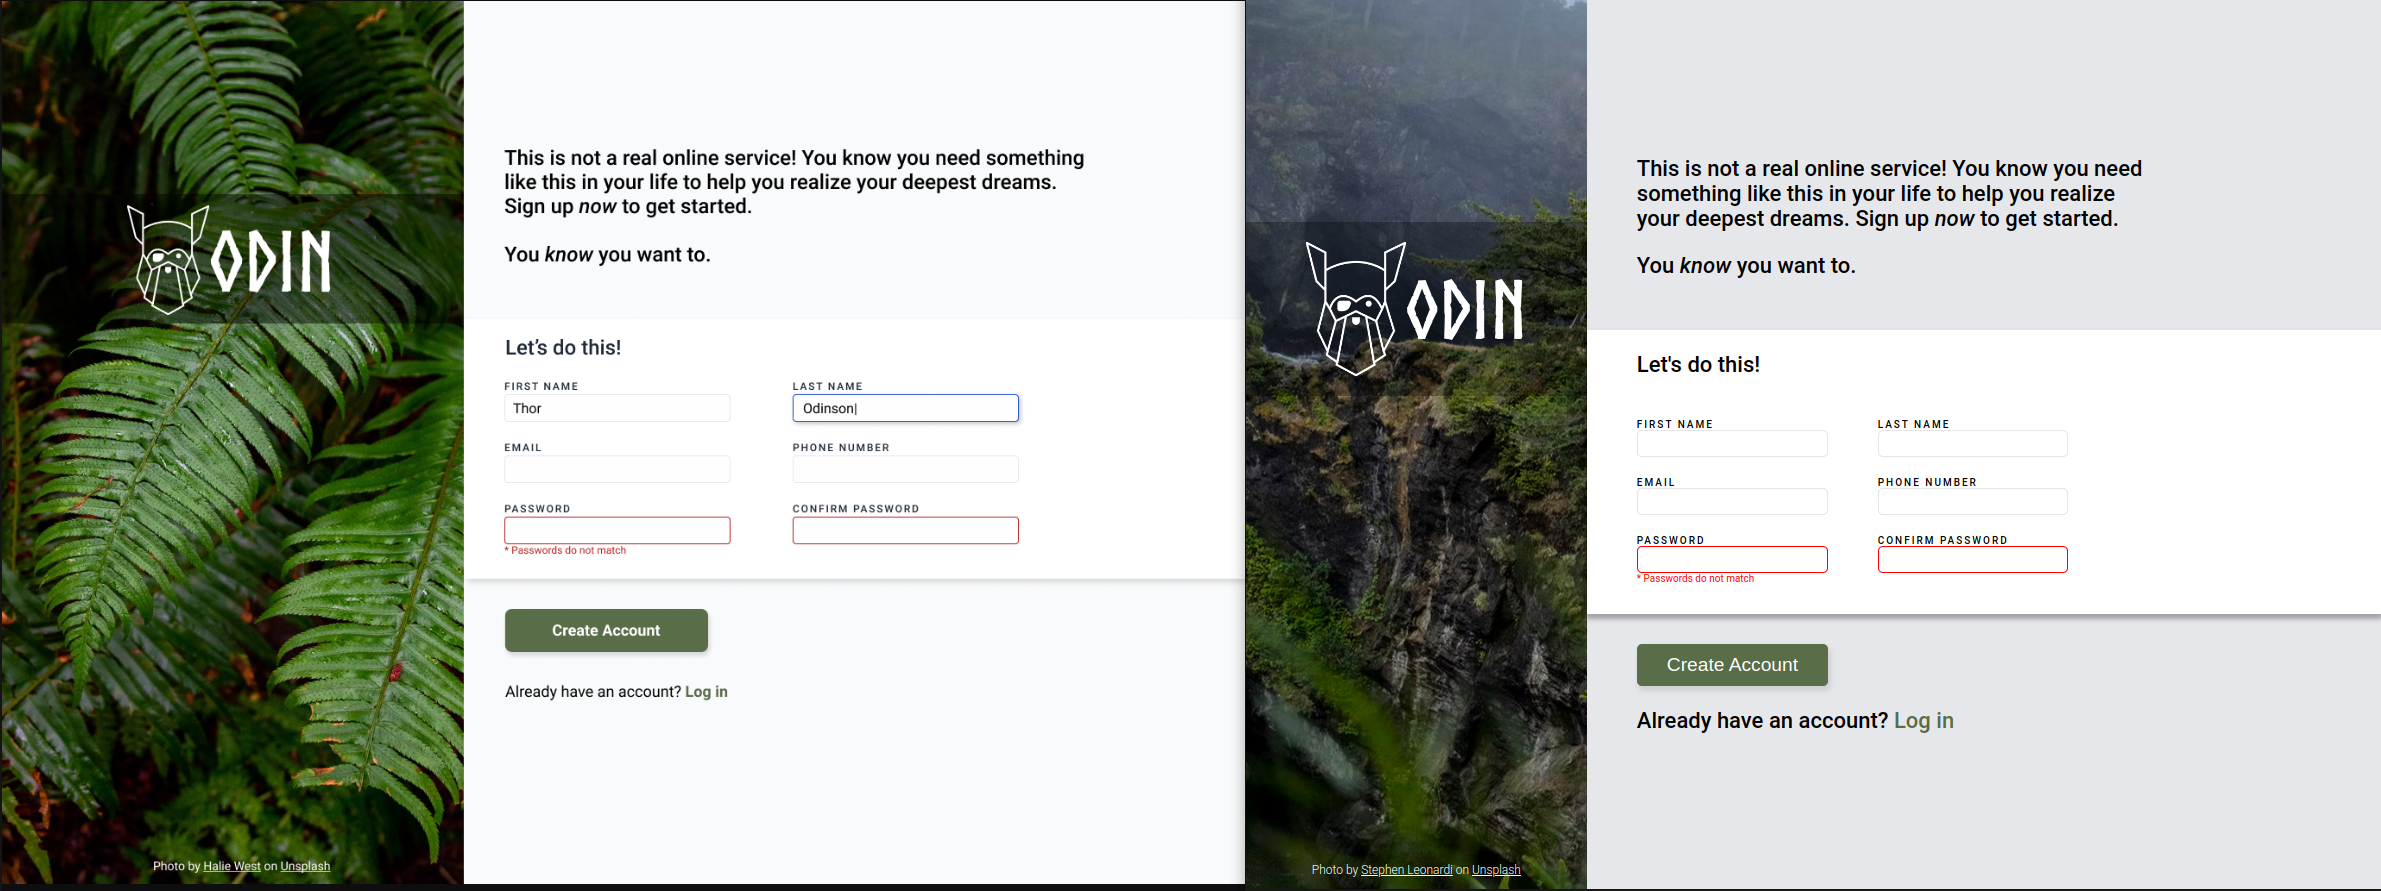 ODIN
Photo by Halie West on Unsplash
This is not a real online service! You know you need something
like this in your life to help you realize your deepest dreams.
Sign up now to get started.
You know you want to.
Let’s do this!
FIRST NAME
LAST NAME
Thor
Odinson
EMAIL
PHONE NUMBER
PASSWORD
CONFIRM PASSWORD
* Passwords do not match
Create Account
Already have an account? Log in
ODIN
Photo by Stephen Leonardi on Unsplash
This is not a real online service! You know you need
something like this in your life to help you realize
your deepest dreams. Sign up now to get started.
You know you want to.
Let's do this!
FIRST NAME
LAST NAME
EMAIL
PHONE NUMBER
PASSWORD
CONFIRM PASSWORD
* Passwords do not match
Create Account
Already have an account? Log in